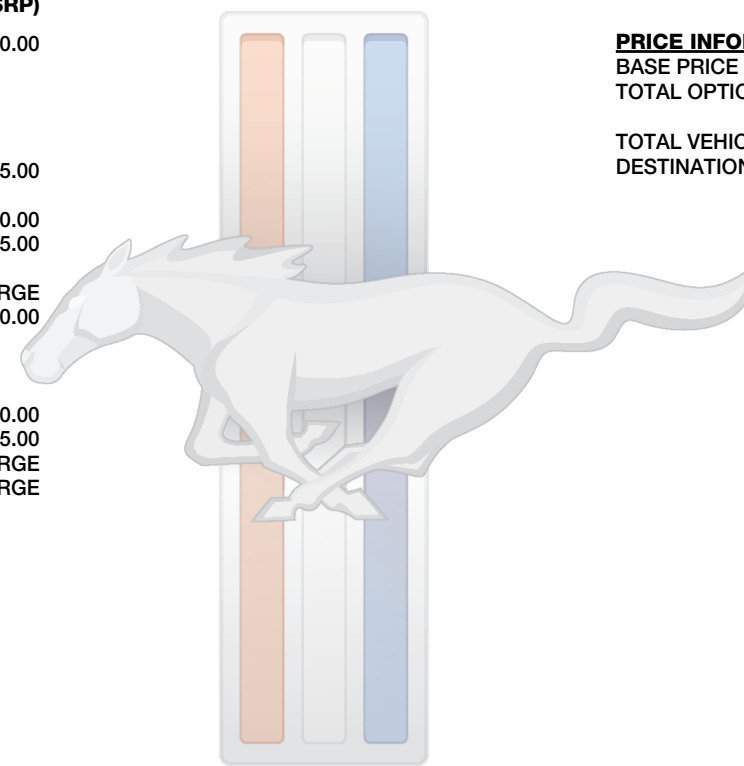 SRP)
0.00
5.00
0.00
5.00
RGE
0.00
0.00
5.00
RGE
RGE
PRICE INFO
BASE PRICE
TOTAL OPTIO
TOTAL VEHIC
DESTINATION